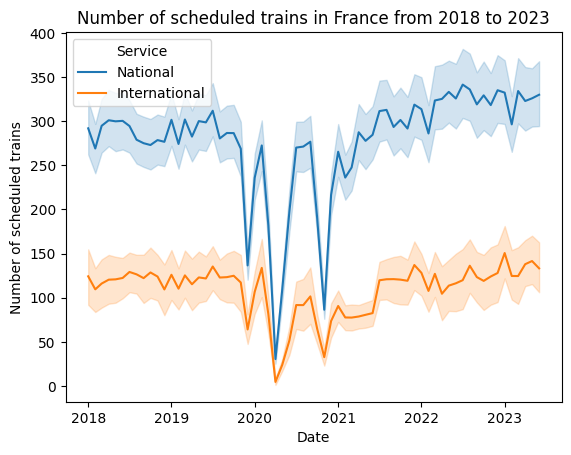 Number of scheduled trains in France from 2018 to 2023
Service
National
International
Number of scheduled trains
400
350
300
250
200
150
100
50
0
2018
2019
2020
2021
2022
2023
Date